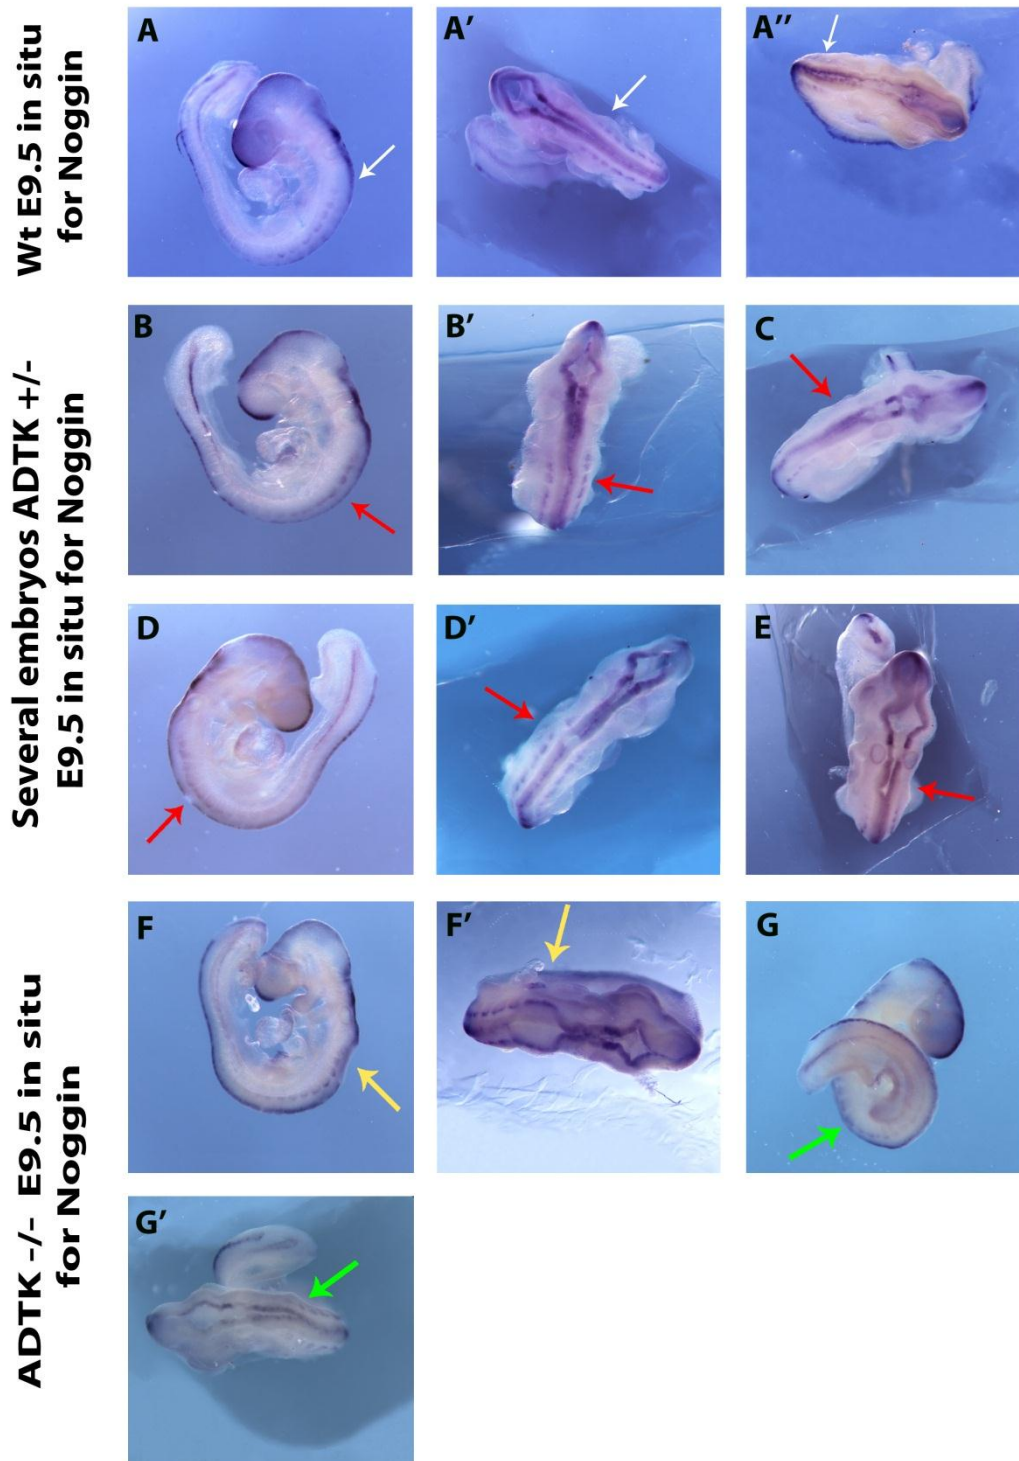 Wt E9.5 in situ
for Noggin
A
A'
A''
Several embryos ADTK +/-
E9.5 in situ for Noggin
B
B'
C
D
D'
E
ADTK -/- E9.5 in situ
for Noggin
F
F'
G
G'